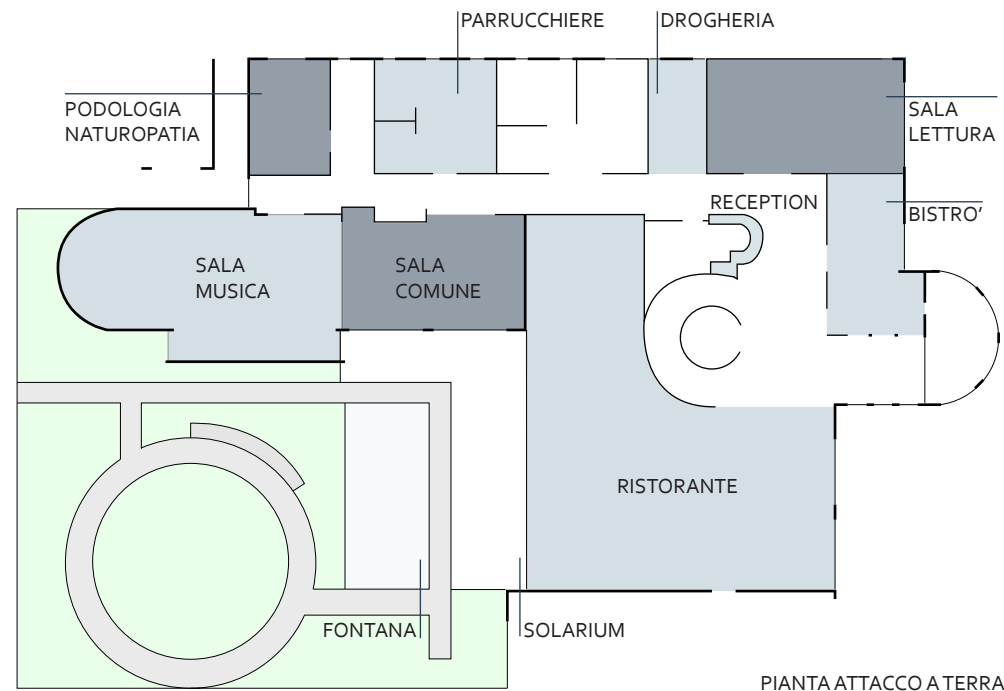 PARRUCCHIERE
DROGHERIA
PODOLOGIA
NATUROPATIA
SALA
LETTURA
RECEPTION
BISTRO’
SALA
MUSICA
SALA
COMUNE
RISTORANTE
FONTANA
SOLARIUM
PIANTA ATTACCO A TERRA